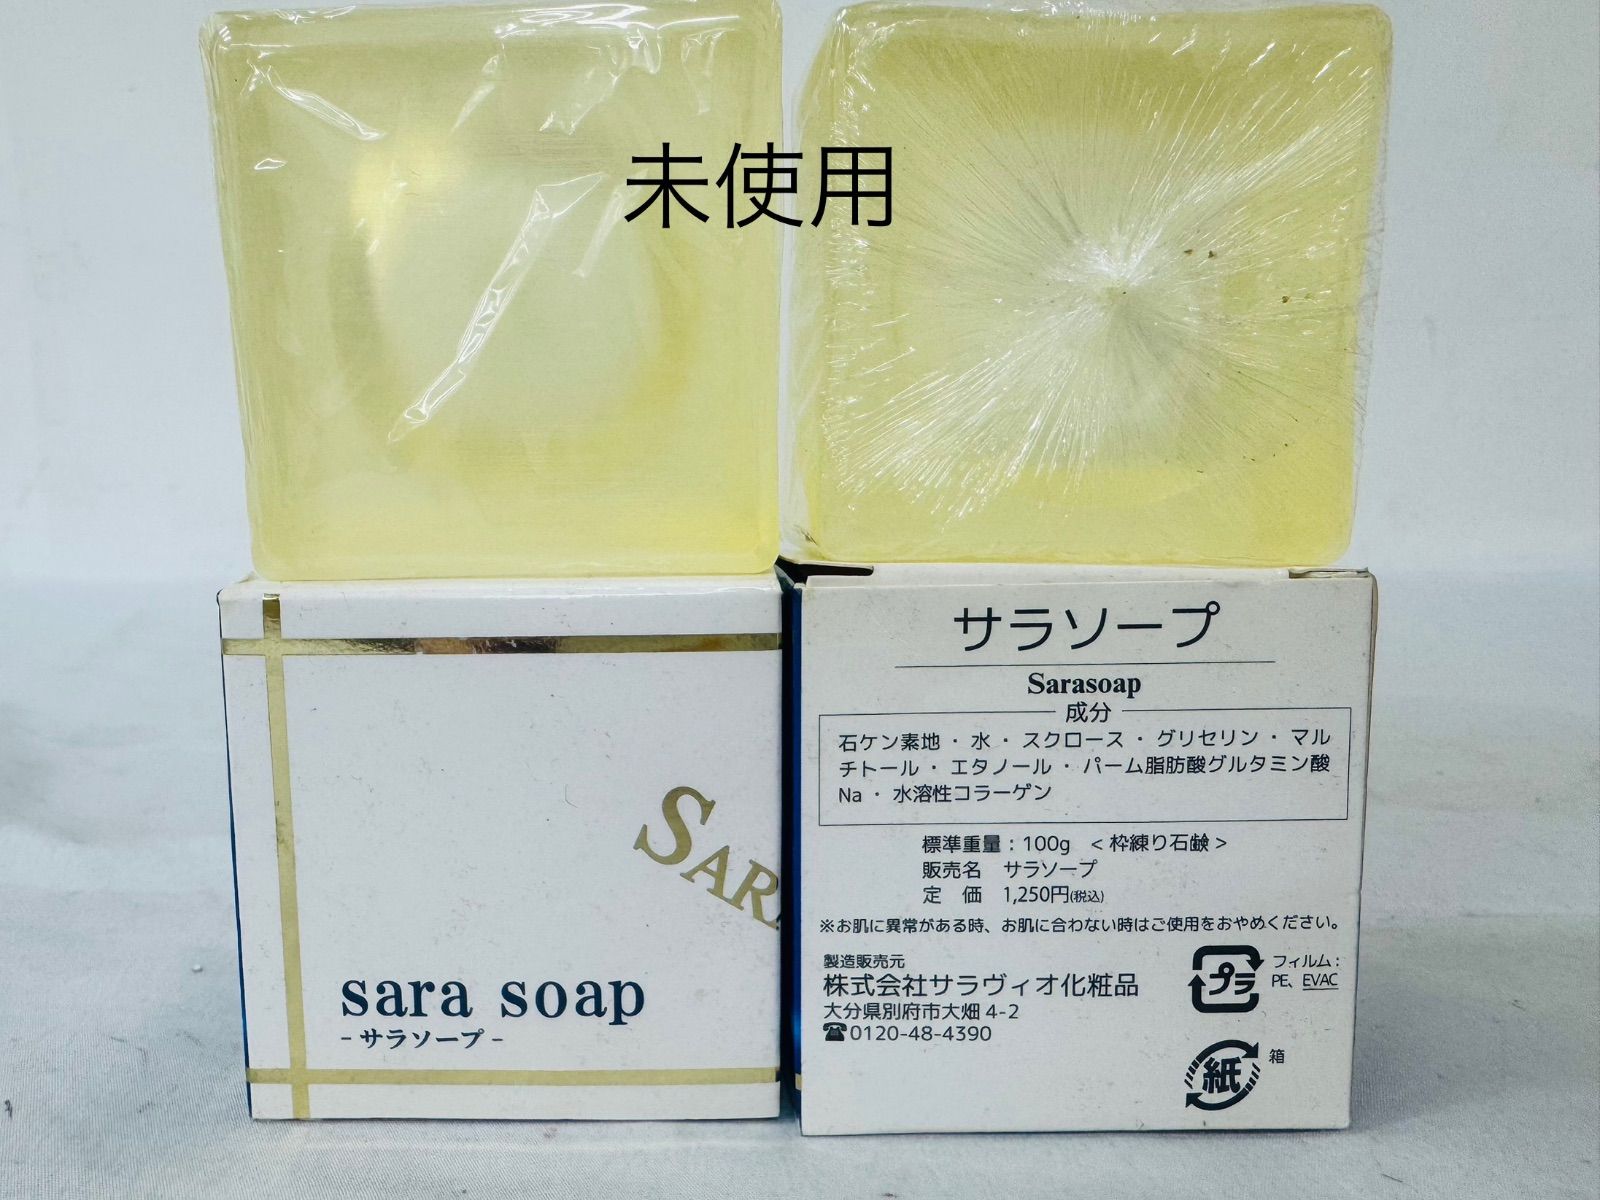 未使用
SAR
sara soap
-サラソープ-
サラソープ
Sarasoap
成分
石ケン素地・水・スクロース・グリセリン・マル
チトール・エタノール・パーム脂肪酸グルタミン酸
Na・水溶性コラーゲン
標準重量：100g ＜枠練り石鹸＞
販売名 サラソープ
定 価 1,250円(税込)
※お肌に異常がある時、お肌に合わない時はご使用をおやめください。
製造販売元
株式会社サラヴィオ化粧品
大分県別府市大畑 4-2
☎0120-48-4390
プラ
フィルム：
PE、EVAC
紙
箱